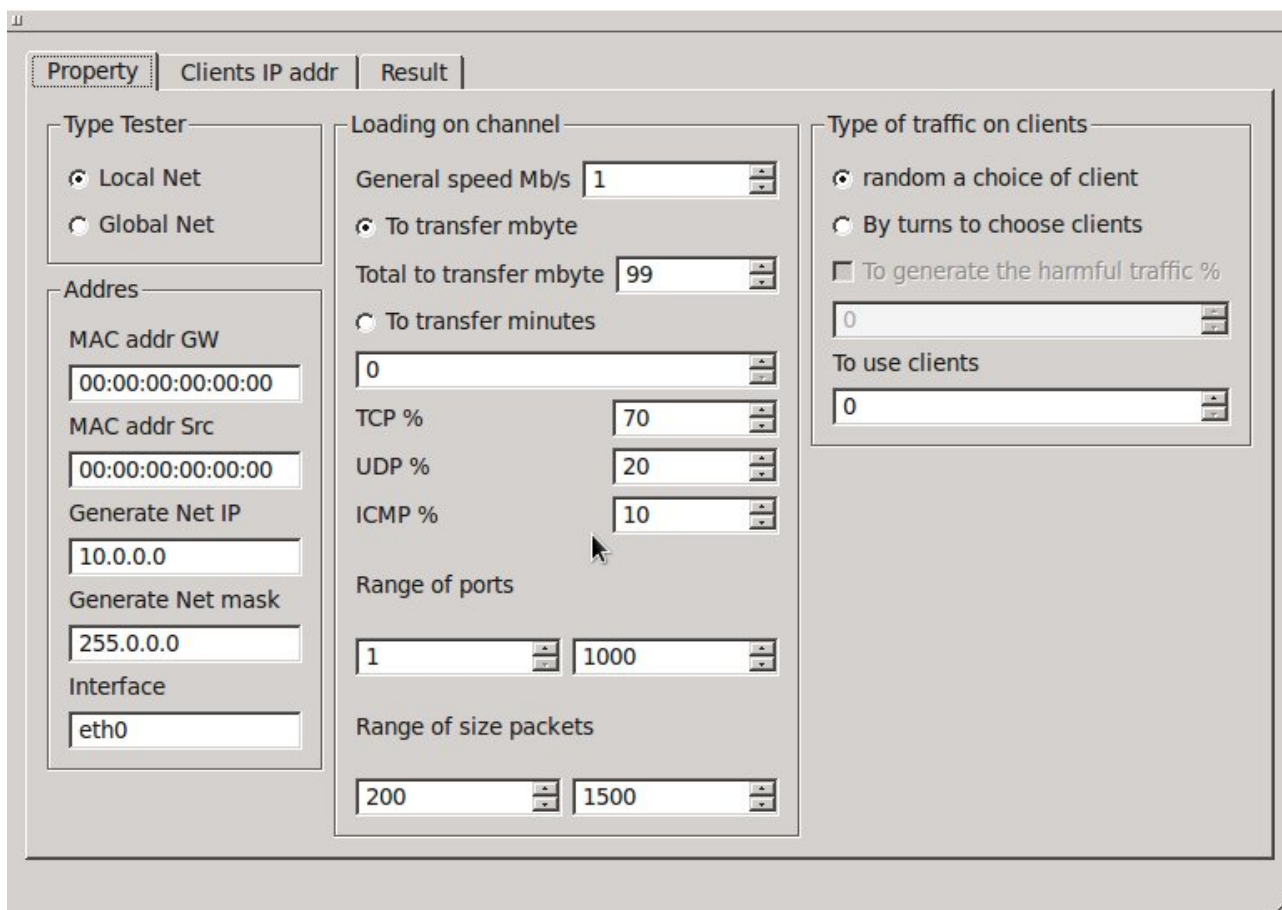 Property
Clients IP addr
Result
Type Tester
Local Net
Global Net
Addres
MAC addr GW
00:00:00:00:00:00
MAC addr Src
00:00:00:00:00:00
Generate Net IP
10.0.0.0
Generate Net mask
255.0.0.0
Interface
eth0
Loading on channel
General speed Mb/s 1
To transfer mbyte
Total to transfer mbyte 99
To transfer minutes
0
TCP % 70
UDP % 20
ICMP % 10
Range of ports
1 1000
Range of size packets
200 1500
Type of traffic on clients
random a choice of client
By turns to choose clients
To generate the harmful traffic %
0
To use clients
0